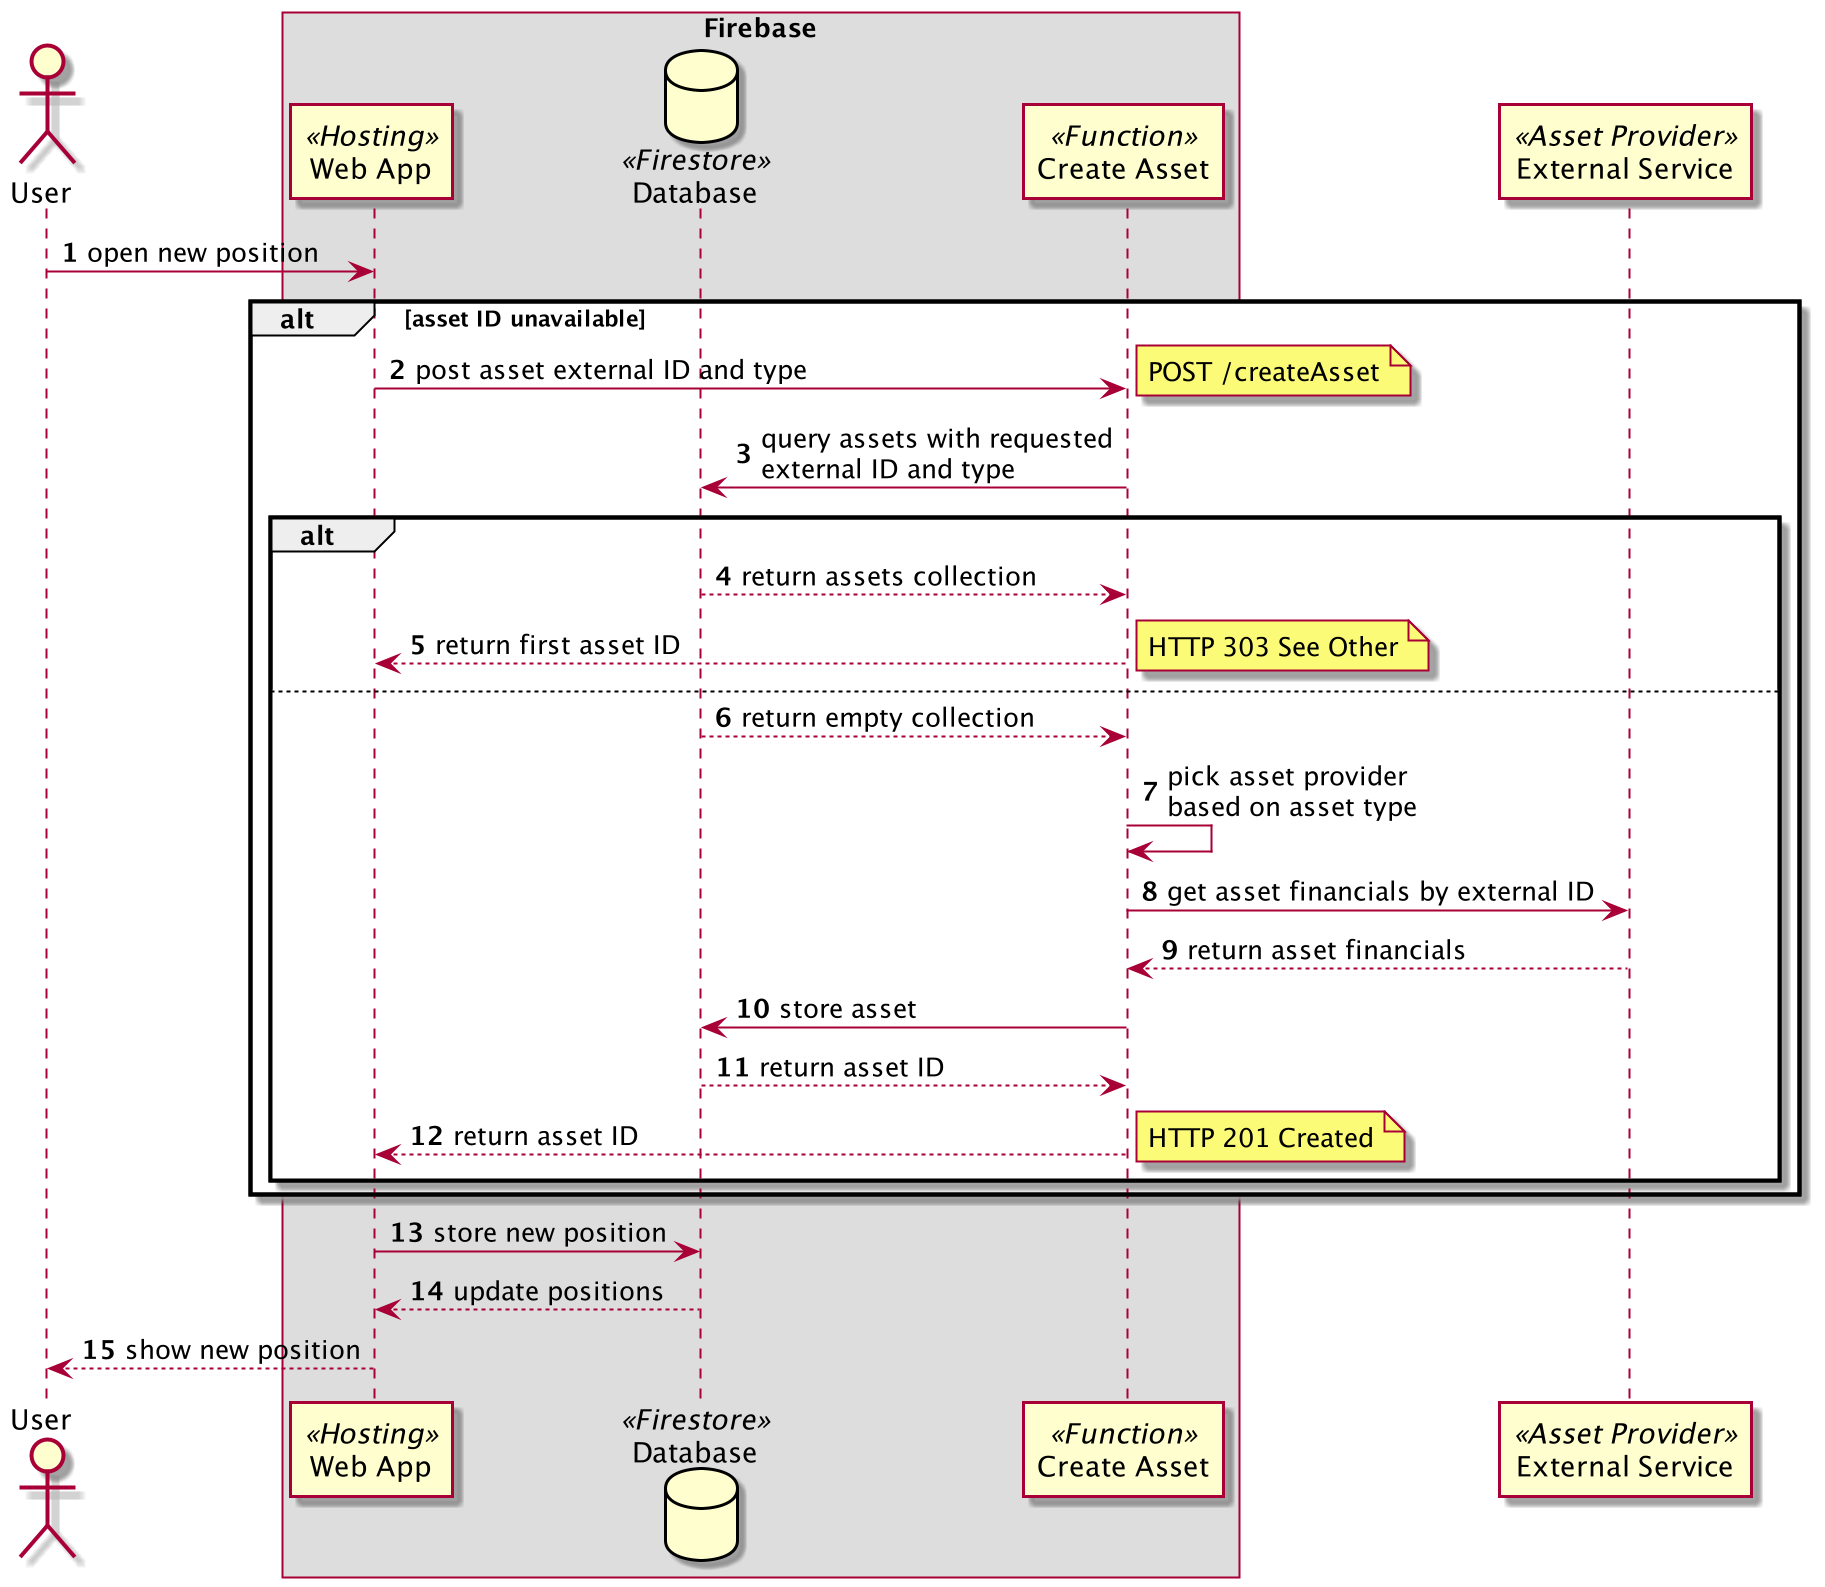 Firebase
User
«Hosting»
Web App
«Firestore»
Database
«Function»
Create Asset
«Asset Provider»
External Service
1 open new position
alt [asset ID unavailable]
2 post asset external ID and type
POST /createAsset
3 query assets with requested
external ID and type
alt
4 return assets collection
5 return first asset ID
HTTP 303 See Other
6 return empty collection
7 pick asset provider
based on asset type
8 get asset financials by external ID
9 return asset financials
10 store asset
11 return asset ID
12 return asset ID
HTTP 201 Created
13 store new position
14 update positions
15 show new position
User
«Hosting»
Web App
«Firestore»
Database
«Function»
Create Asset
«Asset Provider»
External Service